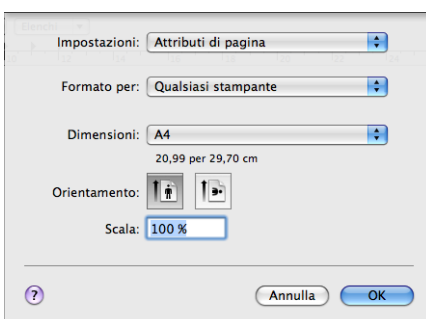 Elenchi
Impostazioni: Attributi di pagina
Formato per: Qualsiasi stampante
Dimensioni: A4
20,99 per 29,70 cm
Orientamento:
Scala: 100 %
? Annulla OK